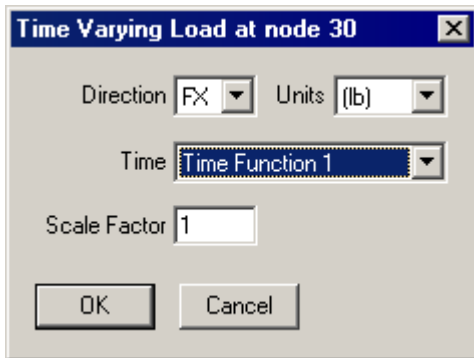 Time Varying Load at node 30
Direction FX Units (lb)
Time Time Function 1
Scale Factor 1
OK Cancel